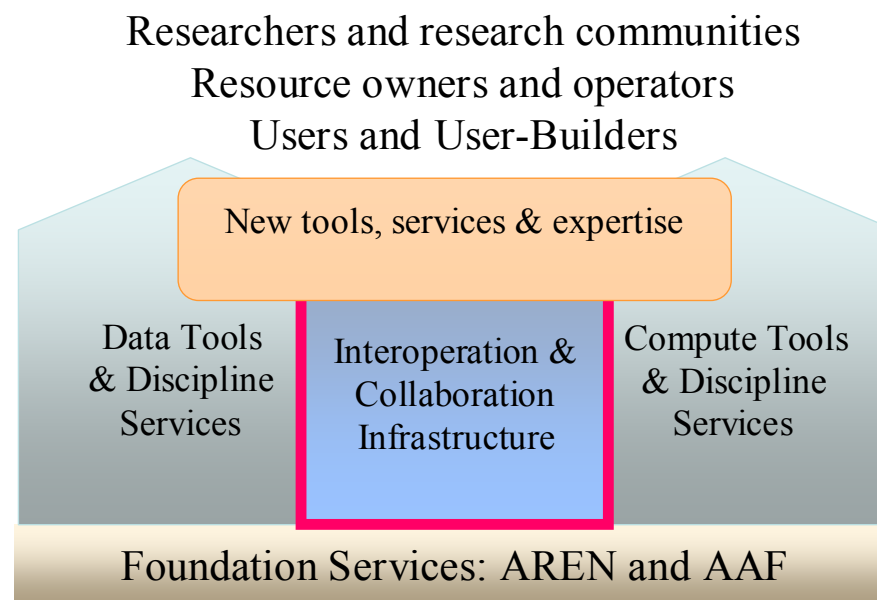 Researchers and research communities
Resource owners and operators
Users and User-Builders
New tools, services & expertise
Data Tools
& Discipline
Services
Interoperation &
Collaboration
Infrastructure
Compute Tools
& Discipline
Services
Foundation Services: AREN and AAF